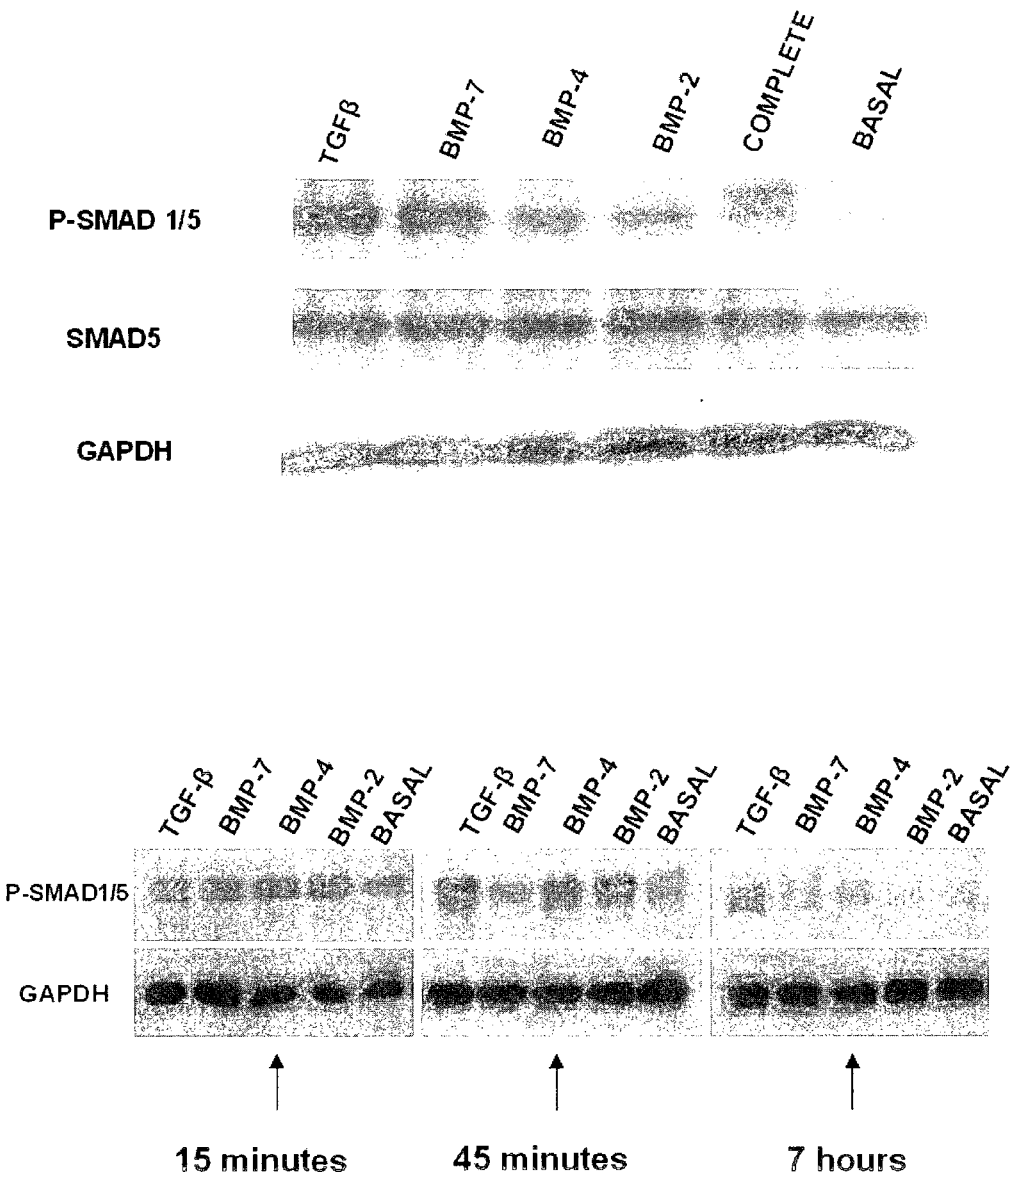 TGFβ BMP-7 BMP-4 BMP-2 COMPLETE BASAL
P-SMAD 1/5
SMAD5
GAPDH
TGF-β BMP-7 BMP-4 BMP-2 BASAL TGF-β BMP-7 BMP-4 BMP-2 BASAL TGF-β BMP-7 BMP-4 BMP-2 BASAL
P-SMAD1/5
GAPDH
15 minutes 45 minutes 7 hours